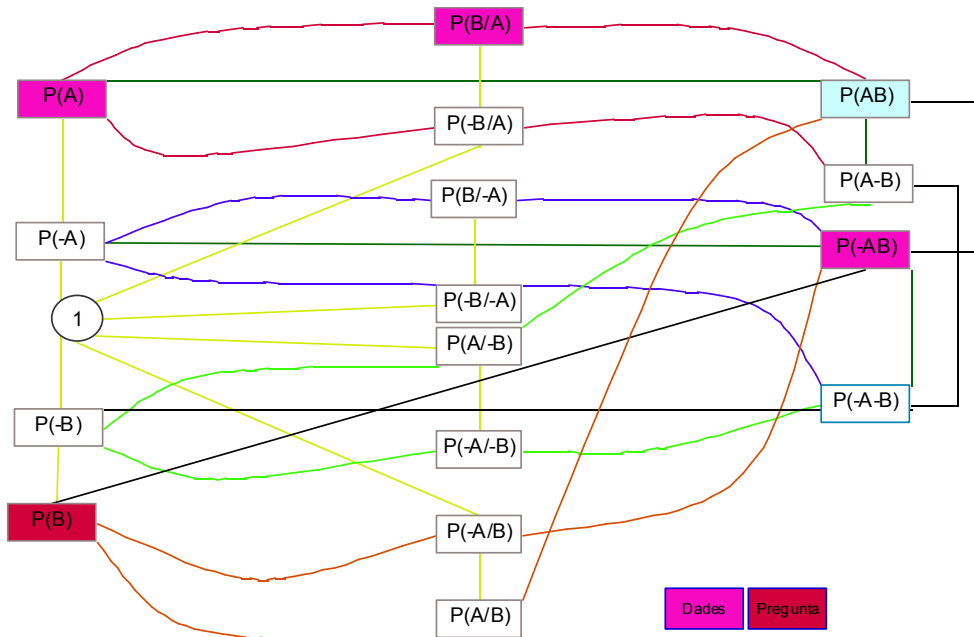 P(B/A)
P(A)
P(AB)
P(-B/A)
P(A-B)
P(B/-A)
P(-A)
P(-AB)
P(-B/-A)
1
P(A/-B)
P(-A-B)
P(-B)
P(-A/-B)
P(B)
P(-A/B)
P(A/B)
Dades
Pregunta